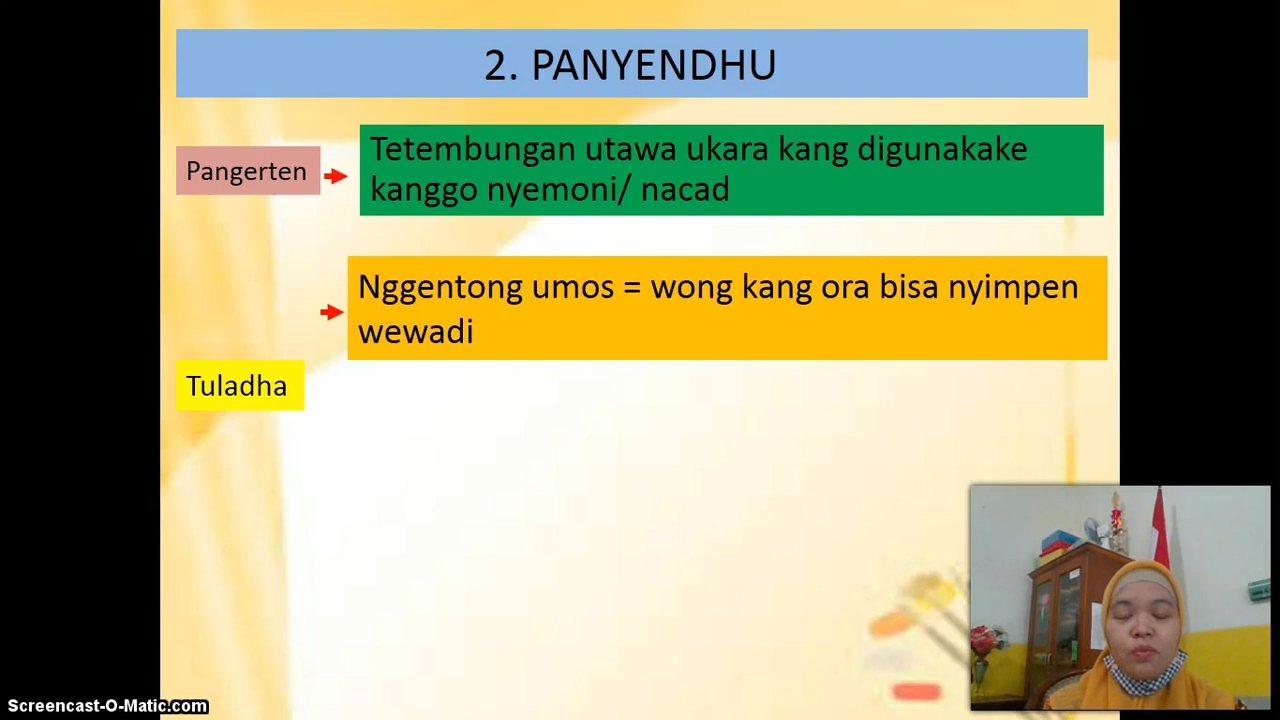 2. PANYENDHU
Pangerten
Tetembungan utawa ukara kang digunakake
kanggo nyemoni/ nacad
Nggentong umos = wong kang ora bisa nyimpen
wewadi
Tuladha
Screencast-O-Matic.com